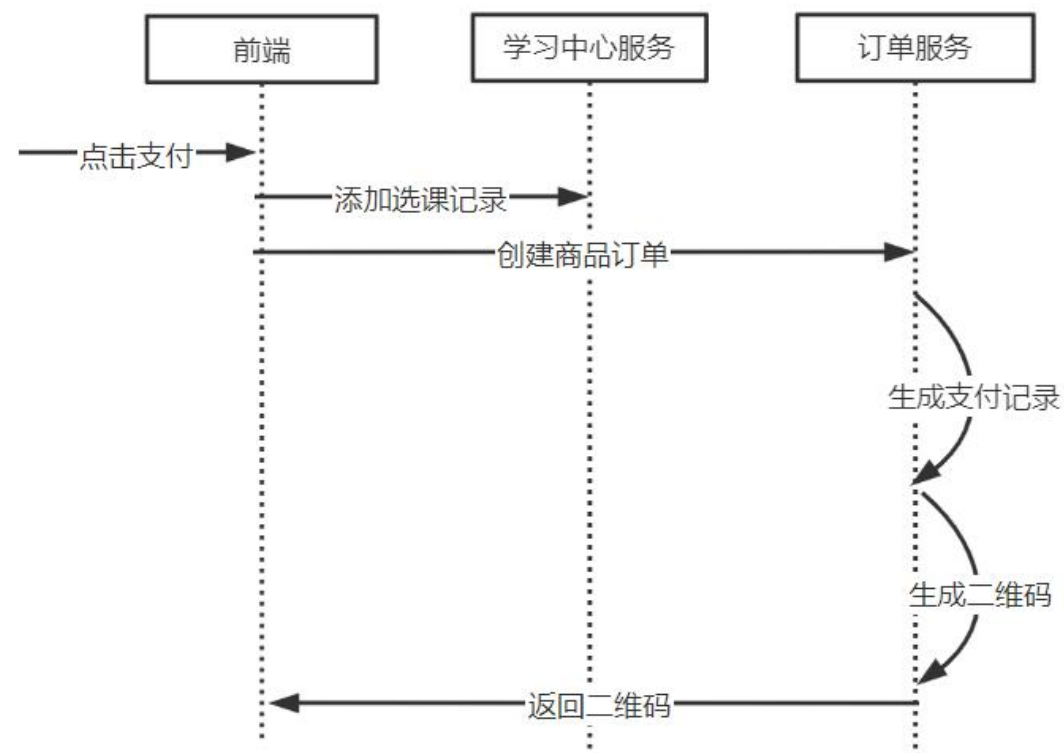 前端
学习中心服务
订单服务
点击支付
添加选课记录
创建商品订单
生成支付记录
生成二维码
返回二维码